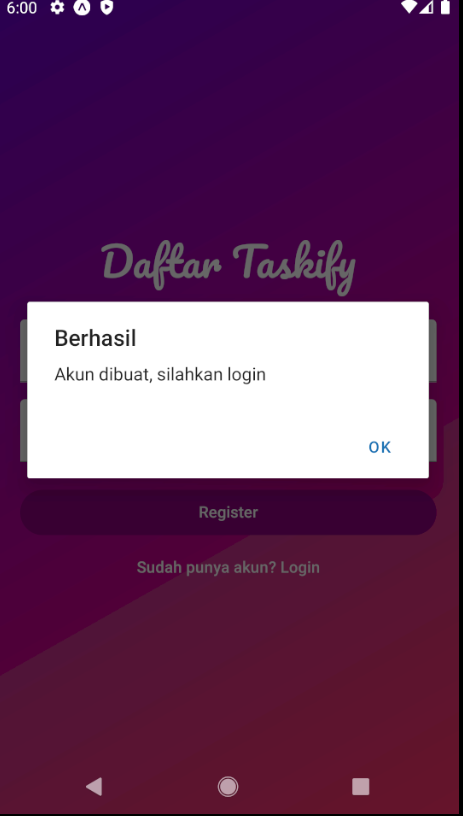 6:00
Daftar Taskify
Berhasil
Akun dibuat, silahkan login
OK
Register
Sudah punya akun? Login